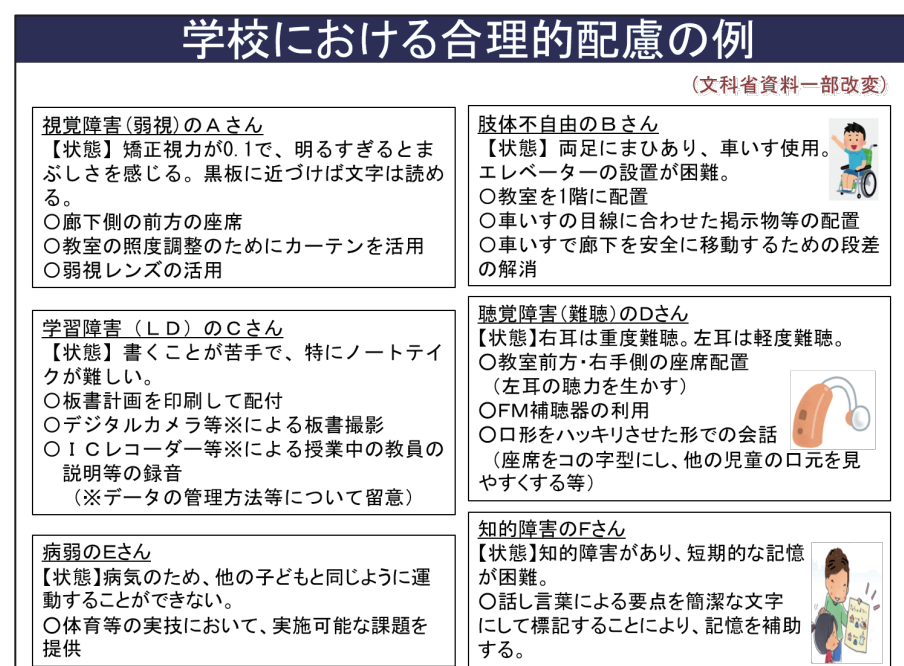 学校における合理的配慮の例
(文科省資料一部改変)
視覚障害(弱視)のAさん
【状態】矯正視力が0.1で、明るすぎるとま
ぶしさを感じる。黒板に近づけば文字は読め
る。
○廊下側の前方の座席
○教室の照度調整のためにカーテンを活用
○弱視レンズの活用
肢体不自由のBさん
【状態】両足にまひあり、車いす使用。
エレベーターの設置が困難。
○教室を1階に配置
○車いすの目線に合わせた掲示物等の配置
○車いすで廊下を安全に移動するための段差
の解消
学習障害(LD)のCさん
【状態】書くことが苦手で、特にノートテイ
クが難しい。
○板書計画を印刷して配付
○デジタルカメラ等※による板書撮影
○ICレコーダー等※による授業中の教員の
説明等の録音
(※データの管理方法等について留意)
聴覚障害(難聴)のDさん
【状態】右耳は重度難聴。左耳は軽度難聴。
○教室前方・右手側の座席配置
(左耳の聴力を生かす)
○FM補聴器の利用
○口形をハッキリさせた形での会話
(座席をコの字型にし、他の児童の口元を見
やすくする等)
病弱のEさん
【状態】病気のため、他の子どもと同じように運
動することができない。
○体育等の実技において、実施可能な課題を
提供
知的障害のFさん
【状態】知的障害があり、短期的な記憶
が困難。
○話し言葉による要点を簡潔な文字
にして標記することにより、記憶を補助
する。